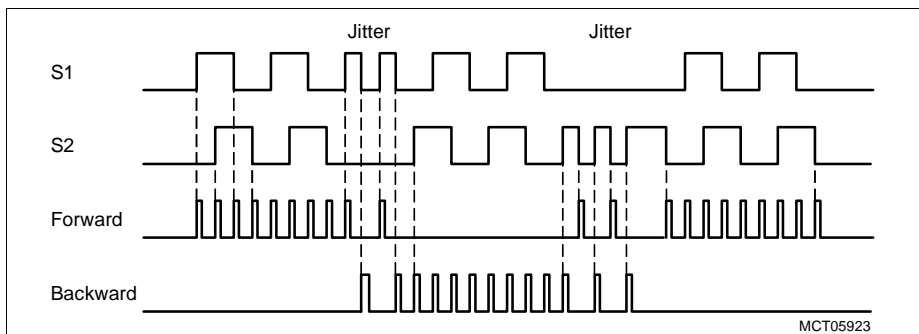 Jitter Jitter
S1
S2
Forward
Backward
MCT05923